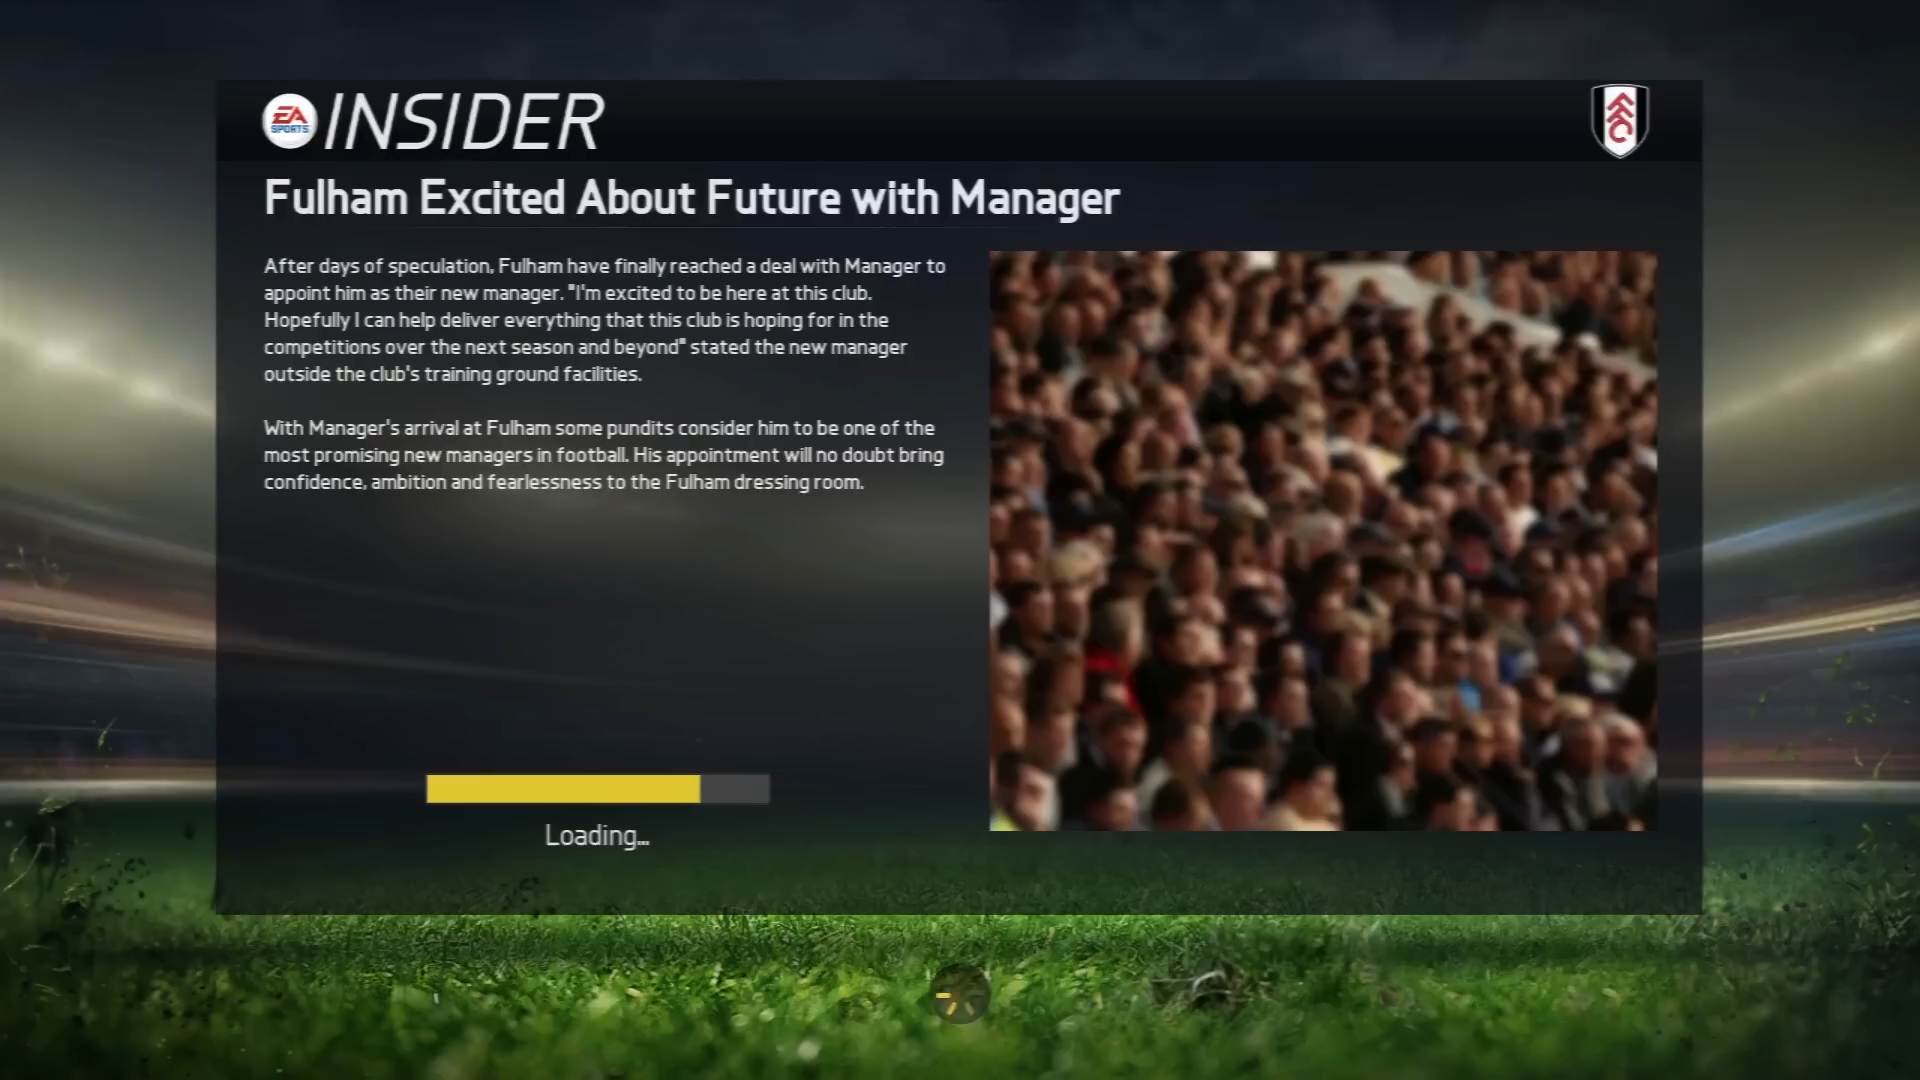 EA
SPORTS
INSIDER
FC
Fulham Excited About Future with Manager
After days of speculation, Fulham have finally reached a deal with Manager to
appoint him as their new manager. "I'm excited to be here at this club.
Hopefully I can help deliver everything that this club is hoping for in the
competitions over the next season and beyond" stated the new manager
outside the club's training ground facilities.
With Manager's arrival at Fulham some pundits consider him to be one of the
most promising new managers in football. His appointment will no doubt bring
confidence, ambition and fearlessness to the Fulham dressing room.
Loading...